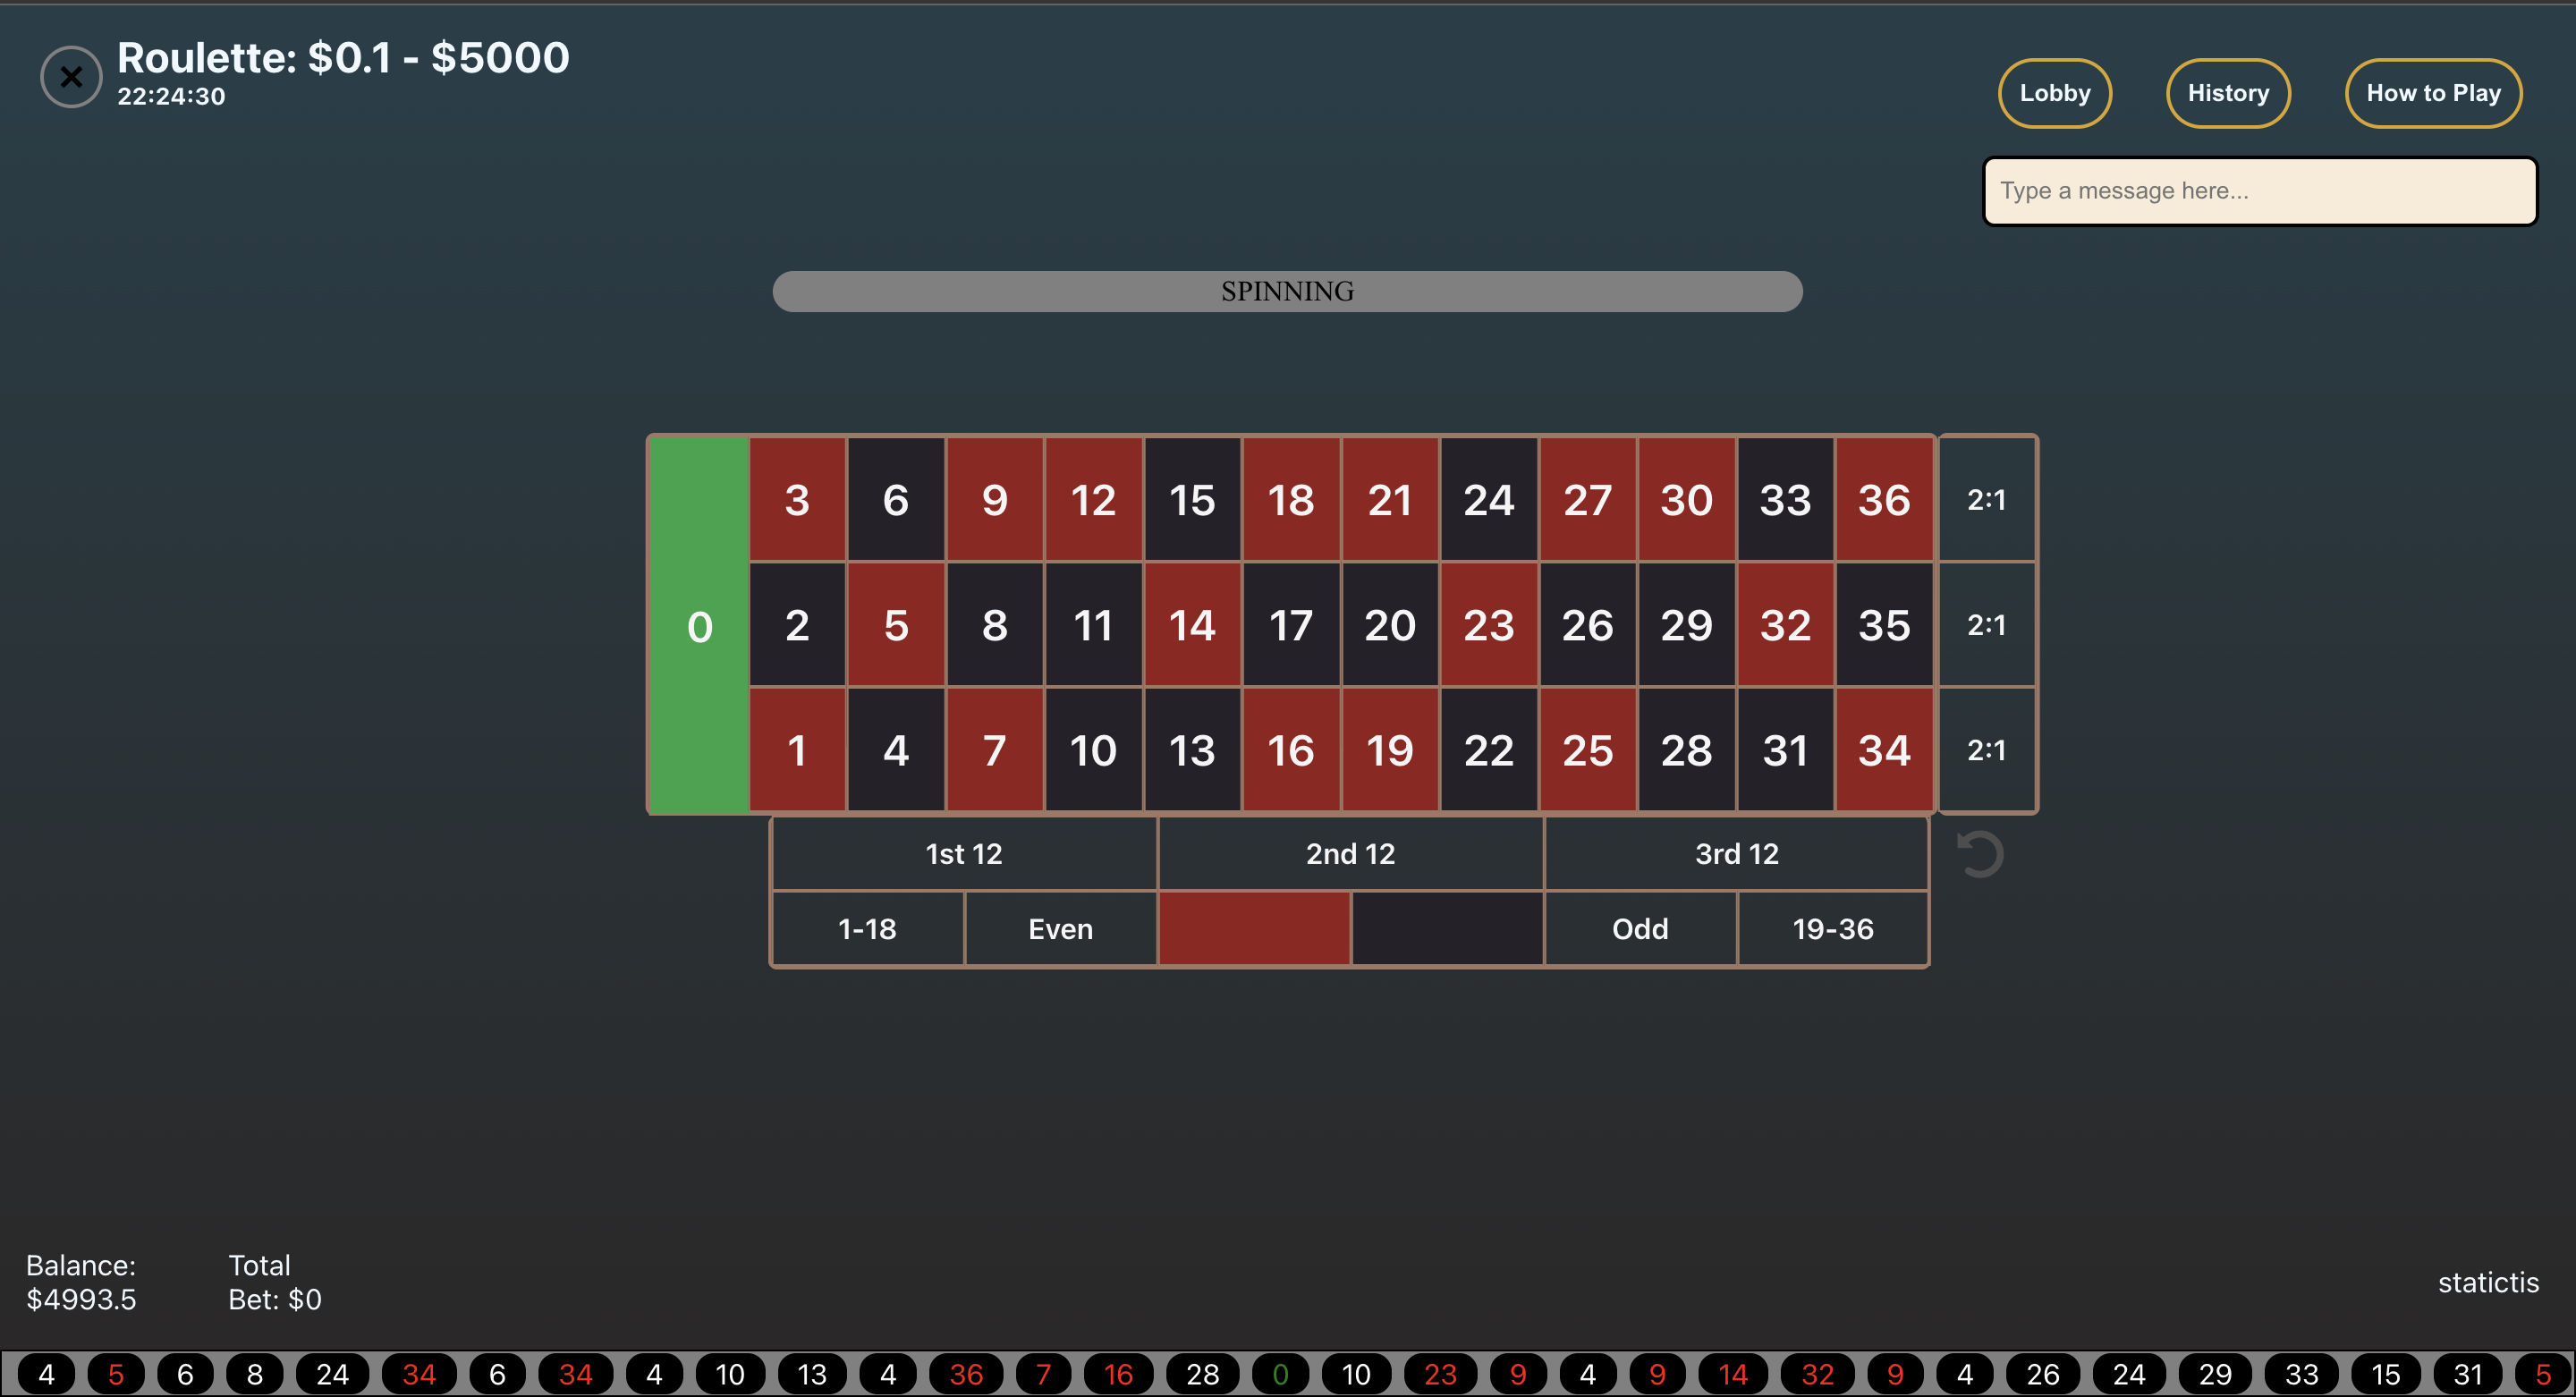 ✕ Roulette: $0.1 - $5000
22:24:30
Lobby History How to Play
Type a message here...
SPINNING
3 6 9 12 15 18 21 24 27 30 33 36 2:1
0 2 5 8 11 14 17 20 23 26 29 32 35 2:1
1 4 7 10 13 16 19 22 25 28 31 34 2:1
1st 12 2nd 12 3rd 12
1-18 Even Odd 19-36
Balance: Total
$4993.5 Bet: $0
statictis
4 5 6 8 24 34 6 34 4 10 13 4 36 7 16 28 0 10 23 9 4 9 14 32 9 4 26 24 29 33 15 31 5